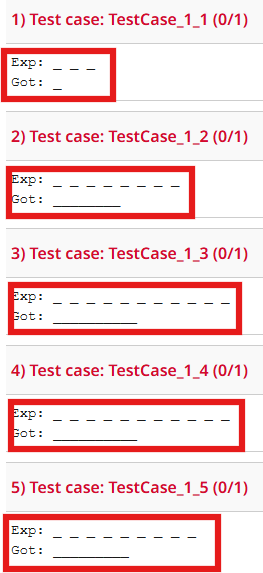 1) Test case: TestCase_1_1 (0/1)
Exp: _ _ _
Got: _
2) Test case: TestCase_1_2 (0/1)
Exp: _ _ _ _ _ _ _ _
Got: ________
3) Test case: TestCase_1_3 (0/1)
Exp: _ _ _ _ _ _ _ _ _ _ _
Got: __________
4) Test case: TestCase_1_4 (0/1)
Exp: _ _ _ _ _ _ _ _ _ _ _
Got: __________
5) Test case: TestCase_1_5 (0/1)
Exp: _ _ _ _ _ _ _ _ _
Got: _________